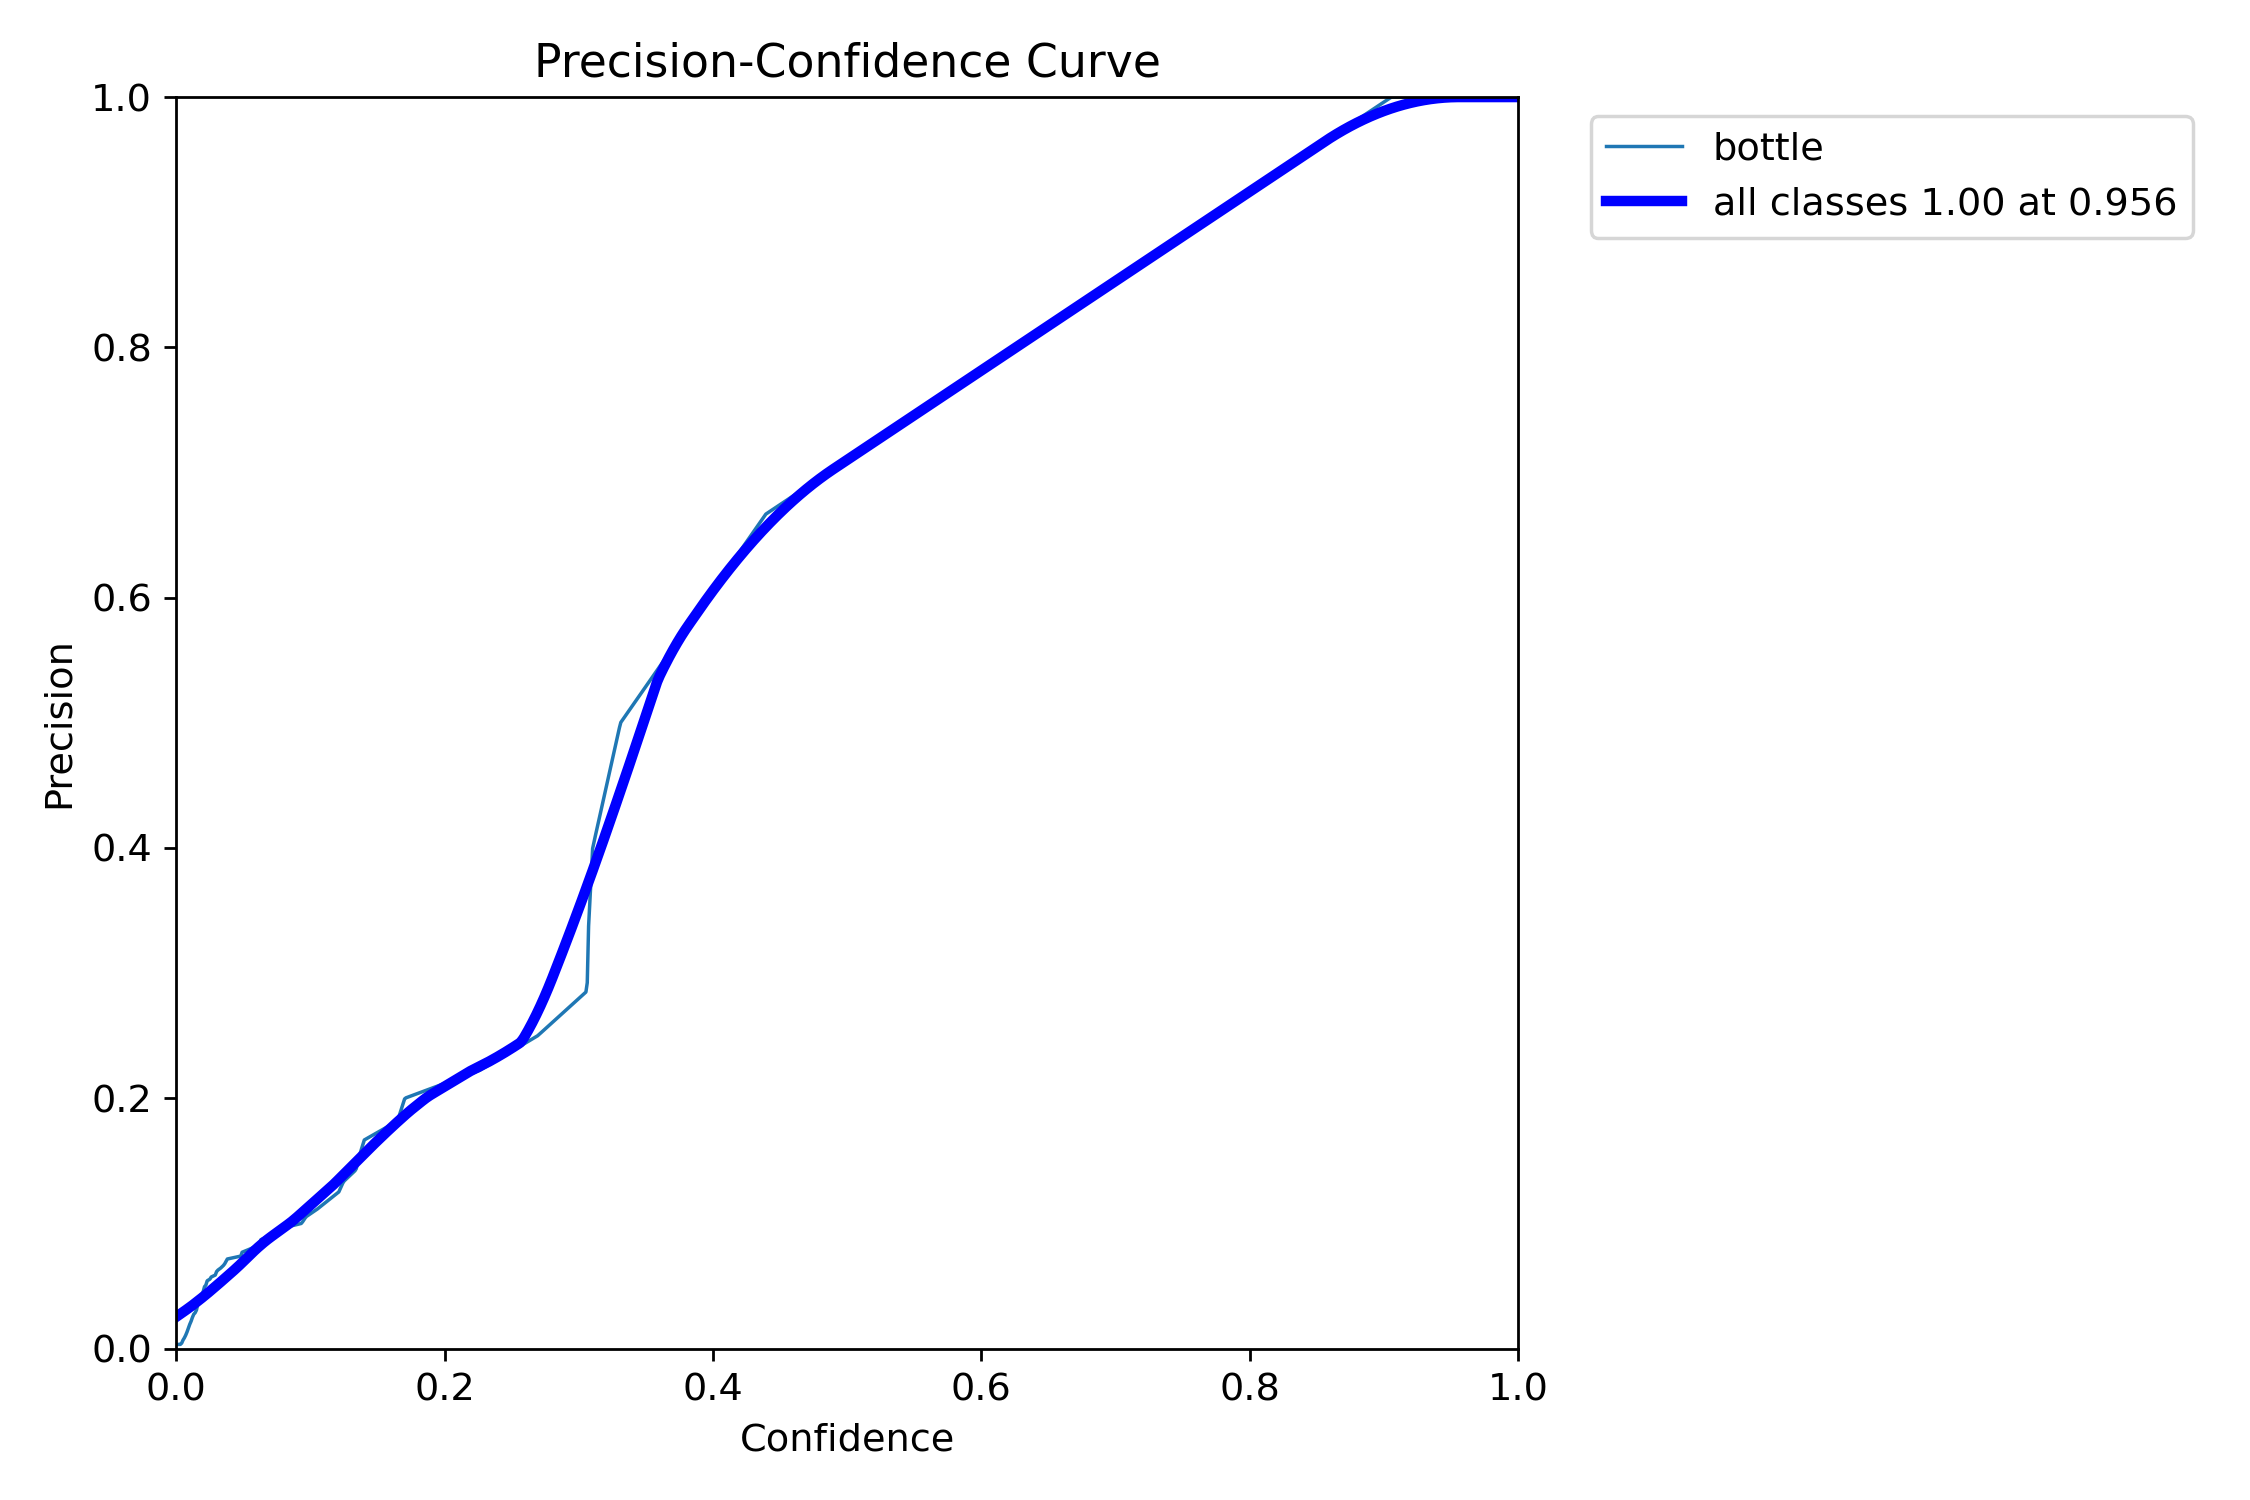 Precision-Confidence Curve
1.0
0.8
0.6
0.4
0.2
0.0
Precision
0.0 0.2 0.4 0.6 0.8 1.0
Confidence
bottle
all classes 1.00 at 0.956